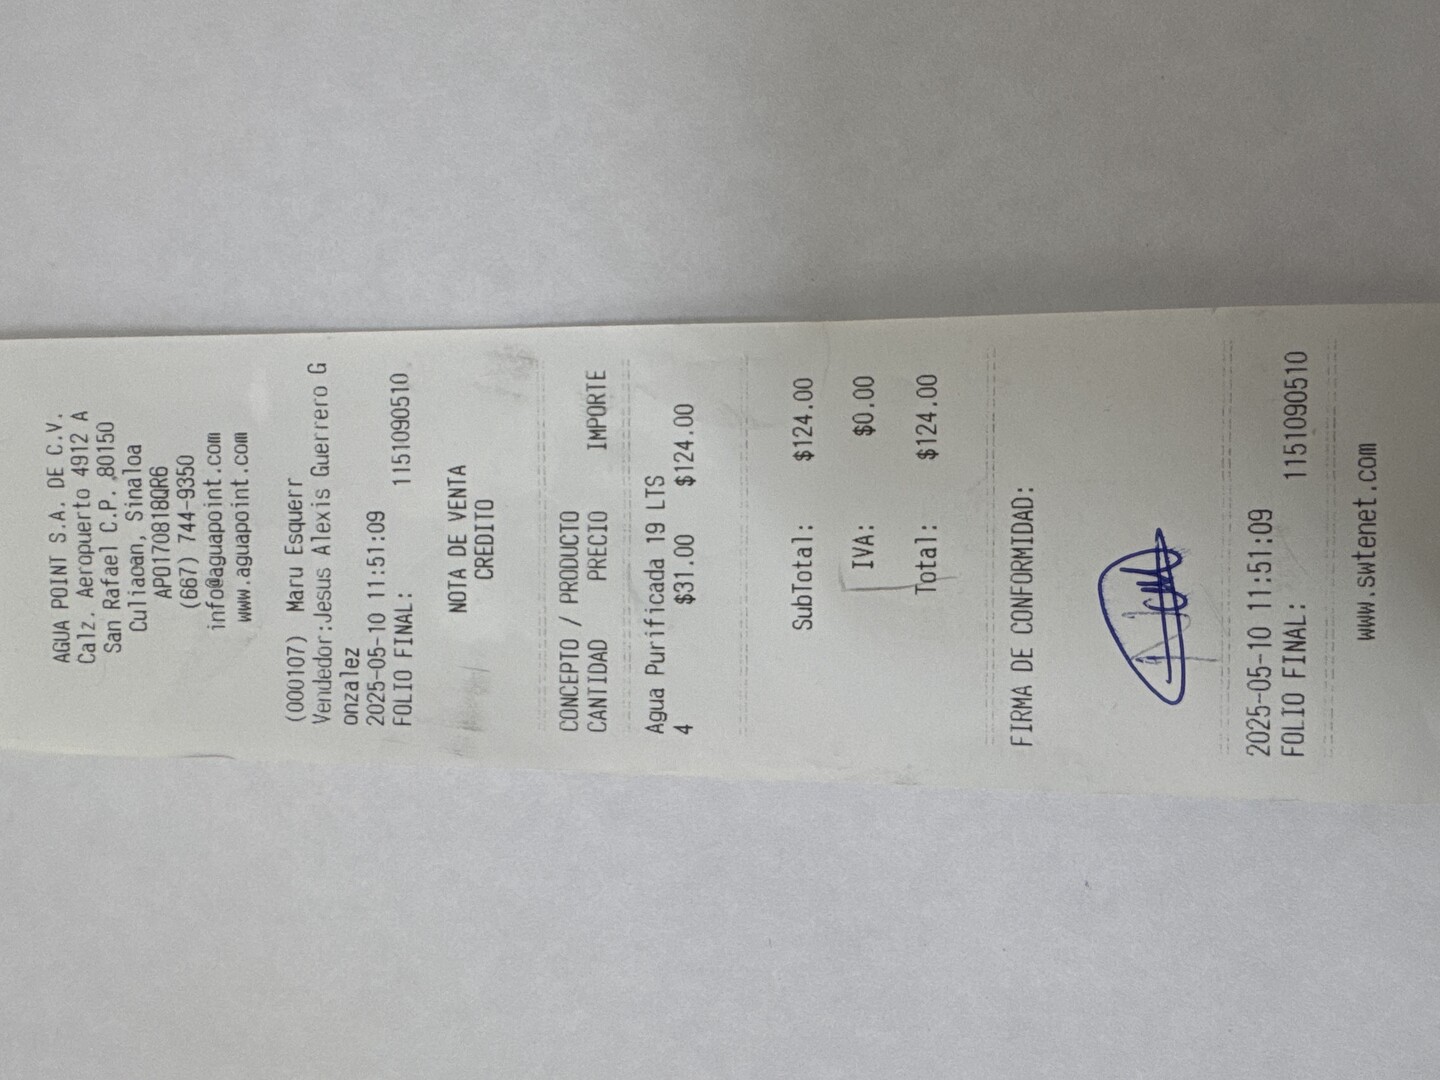 AGUA POINT S.A. DE C.V.
Calz. Aeropuerto 4912 A
San Rafael C.P. ,80150
Culiacan, Sinaloa
APO1708180R6
(667) 744-9350
info@aguapoint.com
www.aguapoint.com
(000107) Maru Esquerr
Vendedor:Jesus Alexis Guerrero G
onzalez
2025-05-10 11:51:09
FOLIO FINAL: 1151090510
NOTA DE VENTA
CREDITO
CONCEPTO / PRODUCTO
CANTIDAD PRECIO IMPORTE
Agua Purificada 19 LTS
4 $31.00 $124.00
SubTotal: $124.00
IVA: $0.00
Total: $124.00
FIRMA DE CONFORMIDAD:
2025-05-10 11:51:09
FOLIO FINAL: 1151090510
www.swtenet.com